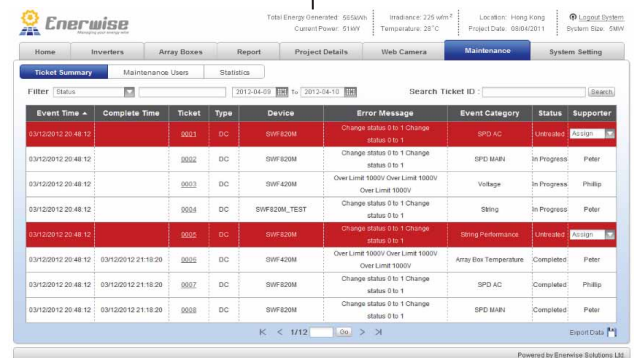 Enerwise
Managing your energy wise
Total Energy Generated: 565kWh Irradiance: 225 w/m² Location: Hong Kong Logout System
Current Power: 51kW Temperature: 28°C Project Date: 08/04/2011 System Size: 5MW
Home Inverters Array Boxes Report Project Details Web Camera Maintenance System Setting
Ticket Summary Maintenance Users Statistics
Filter Status 2012-04-09 To 2012-04-10 Search Ticket ID : Search
Event Time Complete Time Ticket Type Device Error Message Event Category Status Supporter
03/12/2012 20:48:12 0001 DC SWF820M Change status 0 to 1 Change status 0 to 1 SPD AC Untreated Assign
03/12/2012 20:48:12 0002 DC SWF820M Change status 0 to 1 Change status 0 to 1 SPD MAIN In Progress Peter
03/12/2012 20:48:12 0003 DC SWF420M Over Limit 1000V Over Limit 1000V Over Limit 1000V Voltage In Progress Phillip
03/12/2012 20:48:12 0004 DC SWF820M_TEST Change status 0 to 1 Change status 0 to 1 String In Progress Peter
03/12/2012 20:48:12 0005 DC SWF820M Change status 0 to 1 Change status 0 to 1 String Performance Untreated Assign
03/12/2012 20:48:12 03/12/2012 21:18:20 0006 DC SWF420M Over Limit 1000V Over Limit 1000V Over Limit 1000V Array Box Temperature Completed Peter
03/12/2012 20:48:12 03/12/2012 21:18:20 0007 DC SWF820M Change status 0 to 1 Change status 0 to 1 SPD AC Completed Phillip
03/12/2012 20:48:12 03/12/2012 21:18:20 0008 DC SWF820M Change status 0 to 1 Change status 0 to 1 SPD MAIN Completed Peter
1/12 Go Export Data
Powered by Enerwise Solutions Ltd.